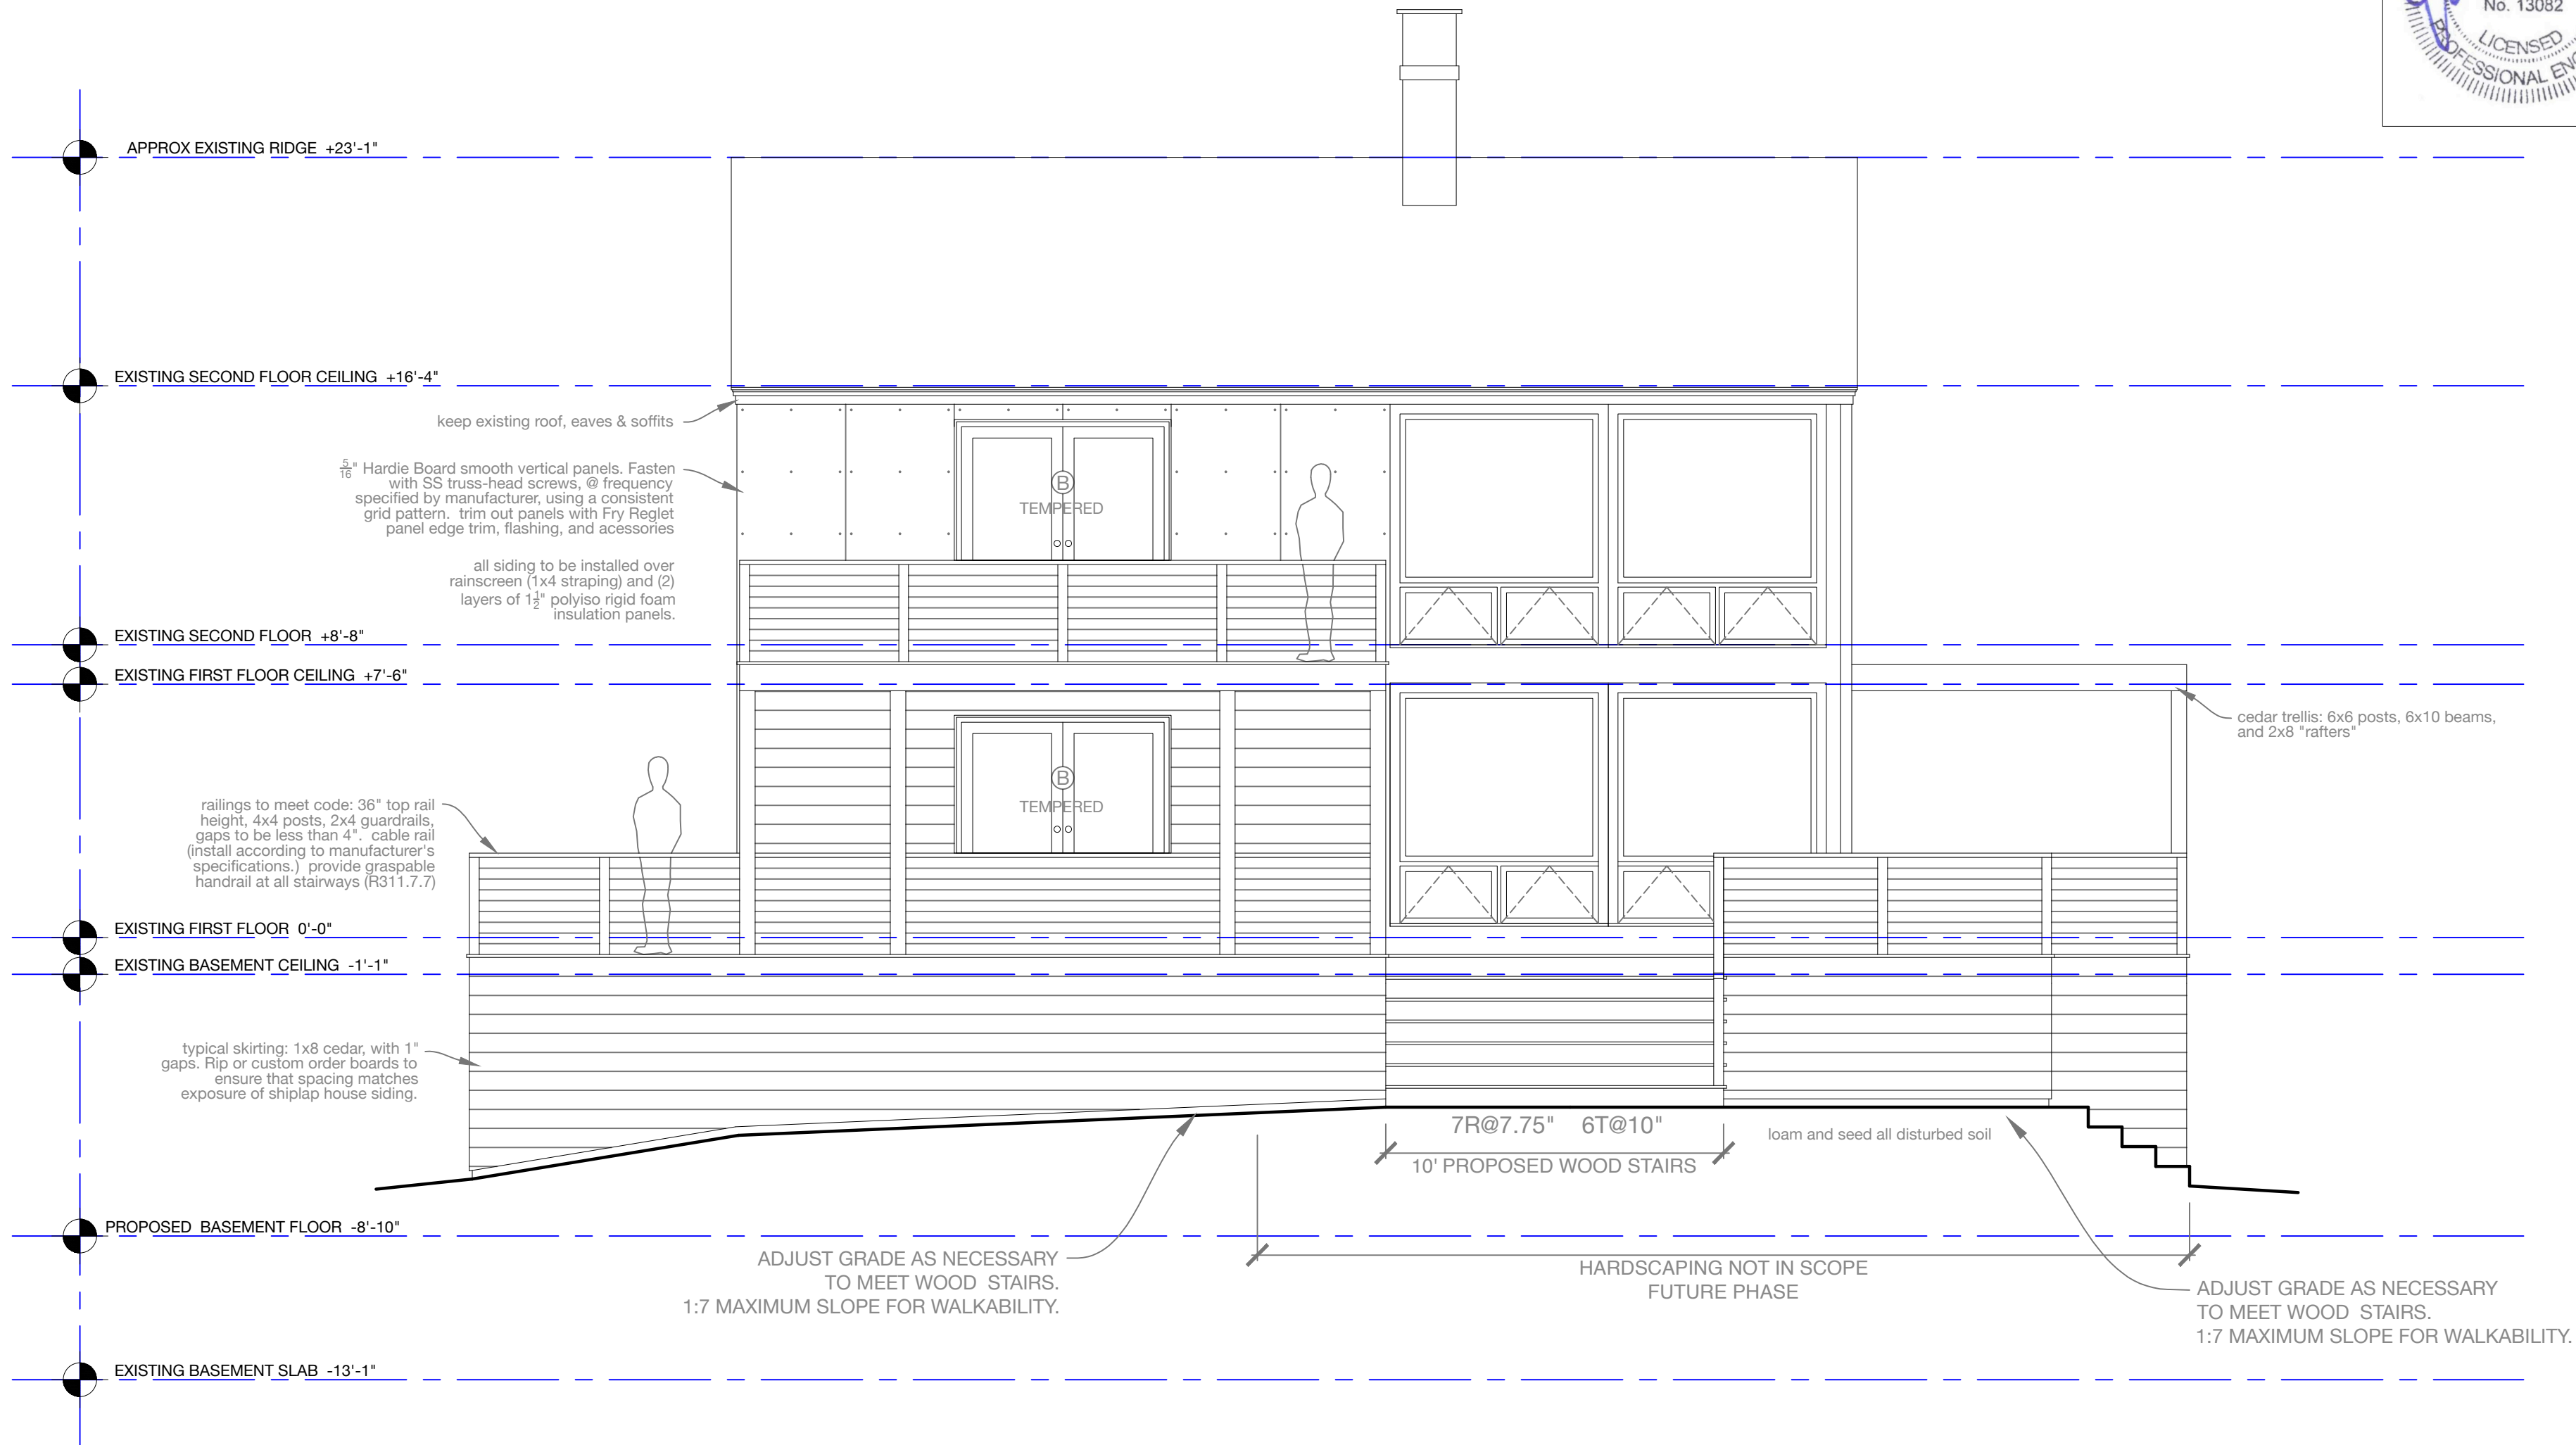 No. 13082
LICENSED
APPROX EXISTING RIDGE +23'-1"
EXISTING SECOND FLOOR CEILING +16'-4"
keep existing roof, eaves & soffits
5/16" Hardie Board smooth vertical panels. Fasten
with SS truss-head screws, @ frequency
specified by manufacturer, using a consistent
grid pattern. trim out panels with Fry Reglet
panel edge trim, flashing, and acessories
all siding to be installed over
rainscreen (1x4 straping) and (2)
layers of 1 1/2" polyiso rigid foam
insulation panels.
B
TEMPERED
EXISTING SECOND FLOOR +8'-8"
EXISTING FIRST FLOOR CEILING +7'-6"
cedar trellis: 6x6 posts, 6x10 beams,
and 2x8 "rafters"
B
TEMPERED
railings to meet code: 36" top rail
height, 4x4 posts, 2x4 guardrails,
gaps to be less than 4". cable rail
(install according to manufacturer's
specifications.) provide graspable
handrail at all stairways (R311.7.7)
EXISTING FIRST FLOOR 0'-0"
EXISTING BASEMENT CEILING -1'-1"
typical skirting: 1x8 cedar, with 1"
gaps. Rip or custom order boards to
ensure that spacing matches
exposure of shiplap house siding.
7R@7.75" 6T@10"
10' PROPOSED WOOD STAIRS
loam and seed all disturbed soil
PROPOSED BASEMENT FLOOR -8'-10"
ADJUST GRADE AS NECESSARY
TO MEET WOOD STAIRS.
1:7 MAXIMUM SLOPE FOR WALKABILITY.
HARDSCAPING NOT IN SCOPE
FUTURE PHASE
ADJUST GRADE AS NECESSARY
TO MEET WOOD STAIRS.
1:7 MAXIMUM SLOPE FOR WALKABILITY.
EXISTING BASEMENT SLAB -13'-1"